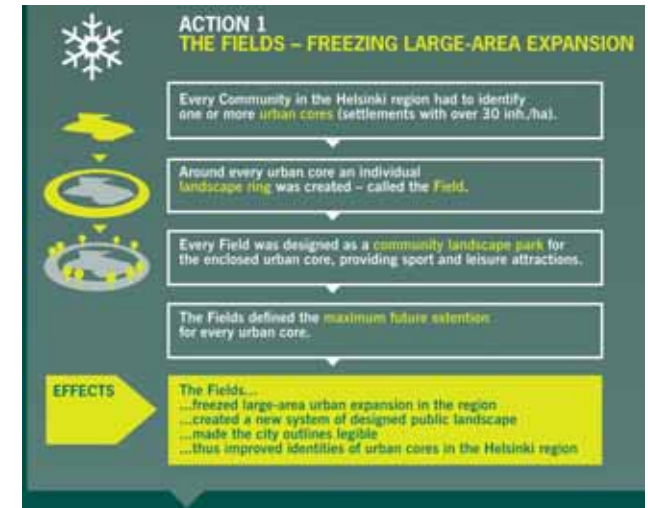 ACTION 1
THE FIELDS – FREEZING LARGE-AREA EXPANSION
Every Community in the Helsinki region had to identify
one or more urban cores (settlements with over 30 inh./ha).
Around every urban core an individual
landscape ring was created – called the Field.
Every Field was designed as a community landscape park for
the enclosed urban core, providing sport and leisure attractions.
The Fields defined the maximum future extention
for every urban core.
EFFECTS
The Fields...
...freezed large-area urban expansion in the region
...created a new system of designed public landscape
...made the city outlines legible
...thus improved identities of urban cores in the Helsinki region